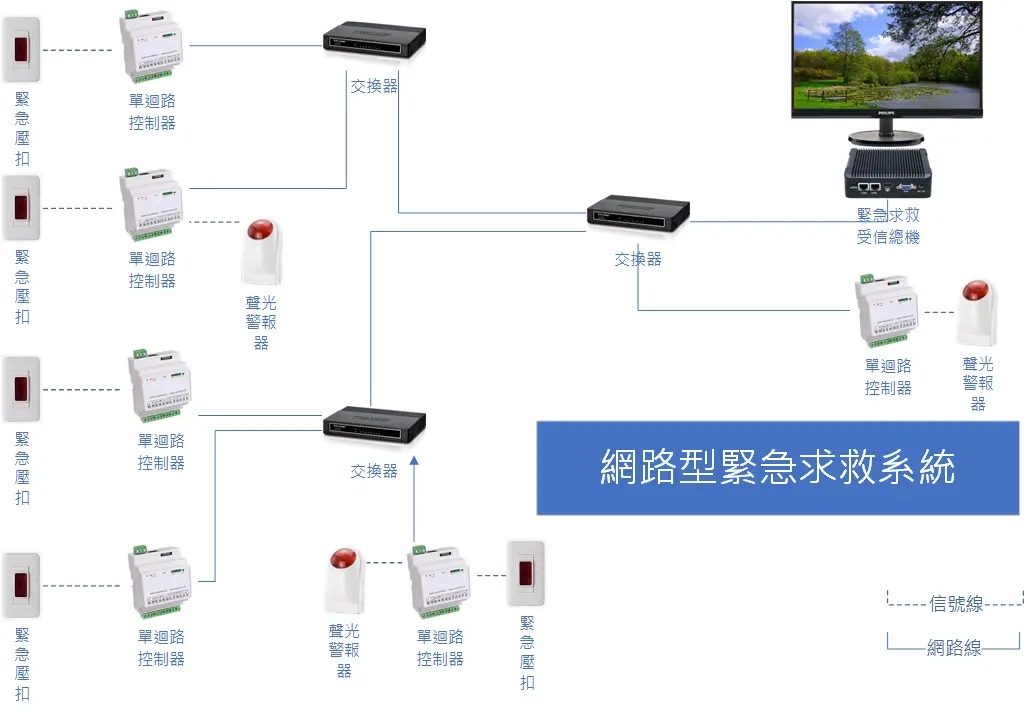 緊
急
壓
扣
單迴路
控制器
交換器
PHILIPS
緊急求救
受信總機
緊
急
壓
扣
單迴路
控制器
聲光
警報
器
交換器
單迴路
控制器
聲光
警報
器
緊
急
壓
扣
單迴路
控制器
交換器
網路型緊急求救系統
緊
急
壓
扣
單迴路
控制器
聲光
警報
器
單迴路
控制器
緊
急
壓
扣
信號線
網路線